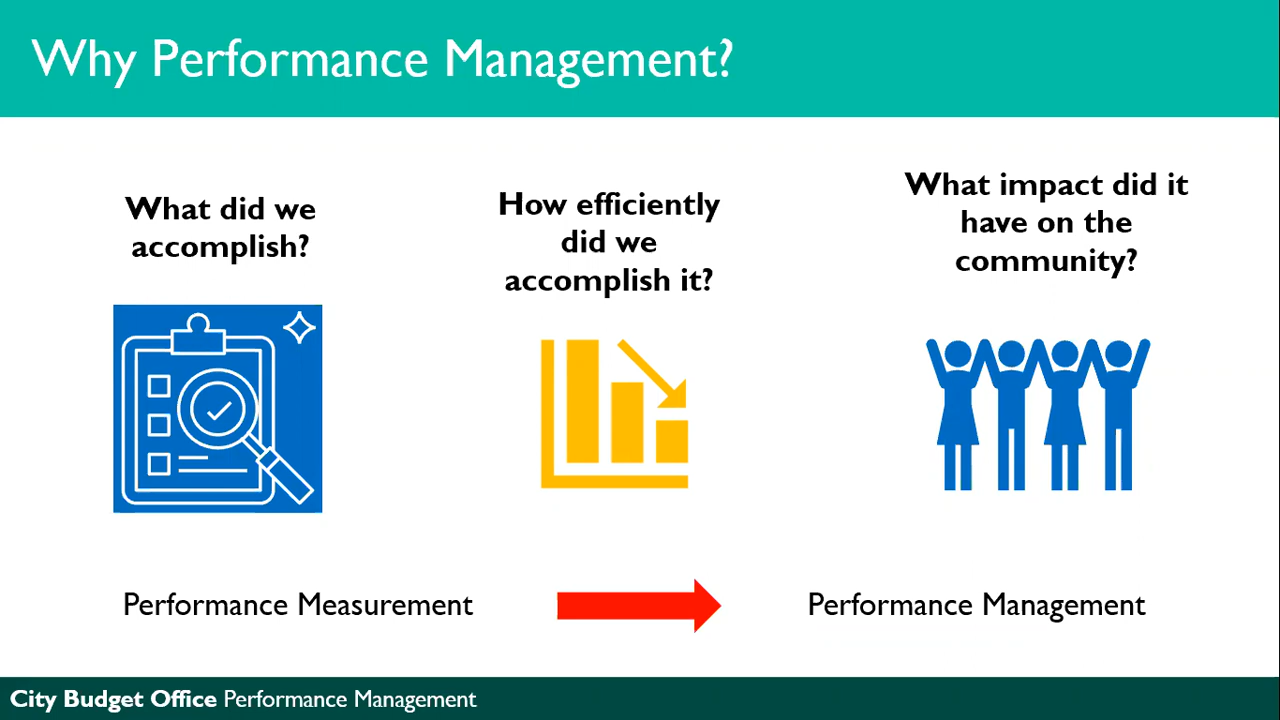 Why Performance Management?
What did we
accomplish?
How efficiently
did we
accomplish it?
What impact did it
have on the
community?
Performance Measurement
Performance Management
City Budget Office Performance Management